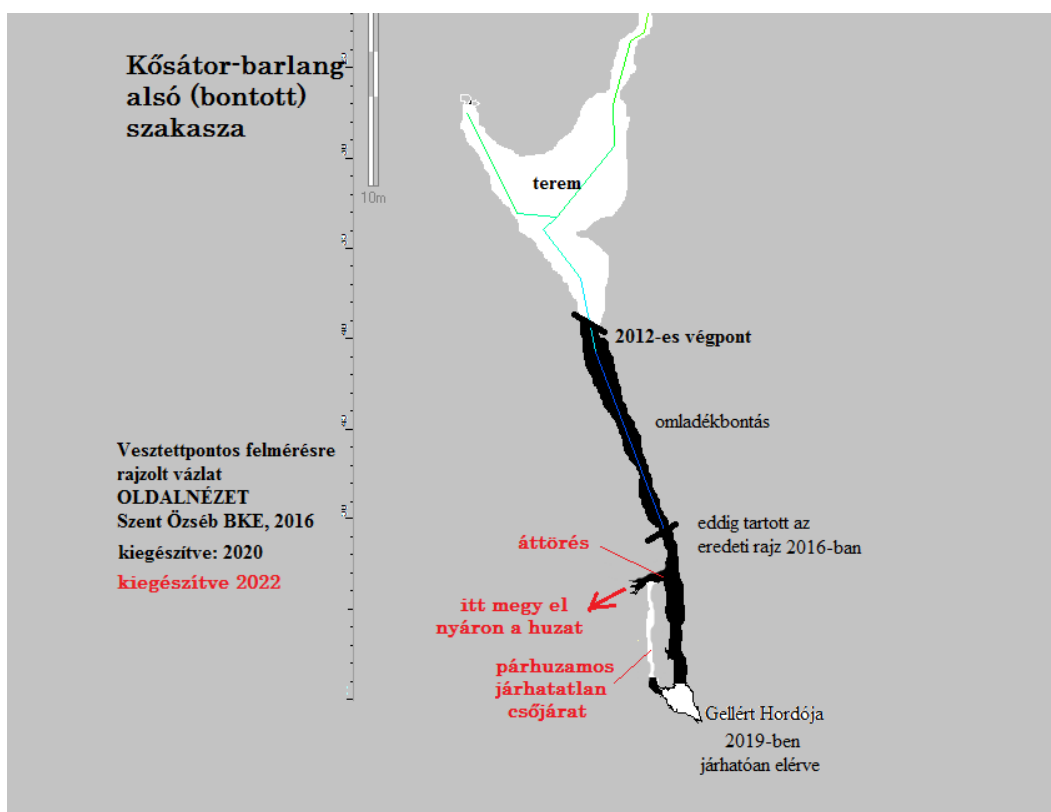 Kősátor-barlang
alsó (bontott)
szakasza
10m
terem
2012-es végpont
omladékbontás
Vesztettpontos felmérésre
rajzolt vázlat
OLDALNÉZET
Szent Özséb BKE, 2016
kiegészítve: 2020
kiegészítve 2022
eddig tartott az
eredeti rajz 2016-ban
áttörés
itt megy el
nyáron a huzat
párhuzamos
járhatatlan
csőjárat
Gellért Hordója
2019-ben
járhatóan elérve